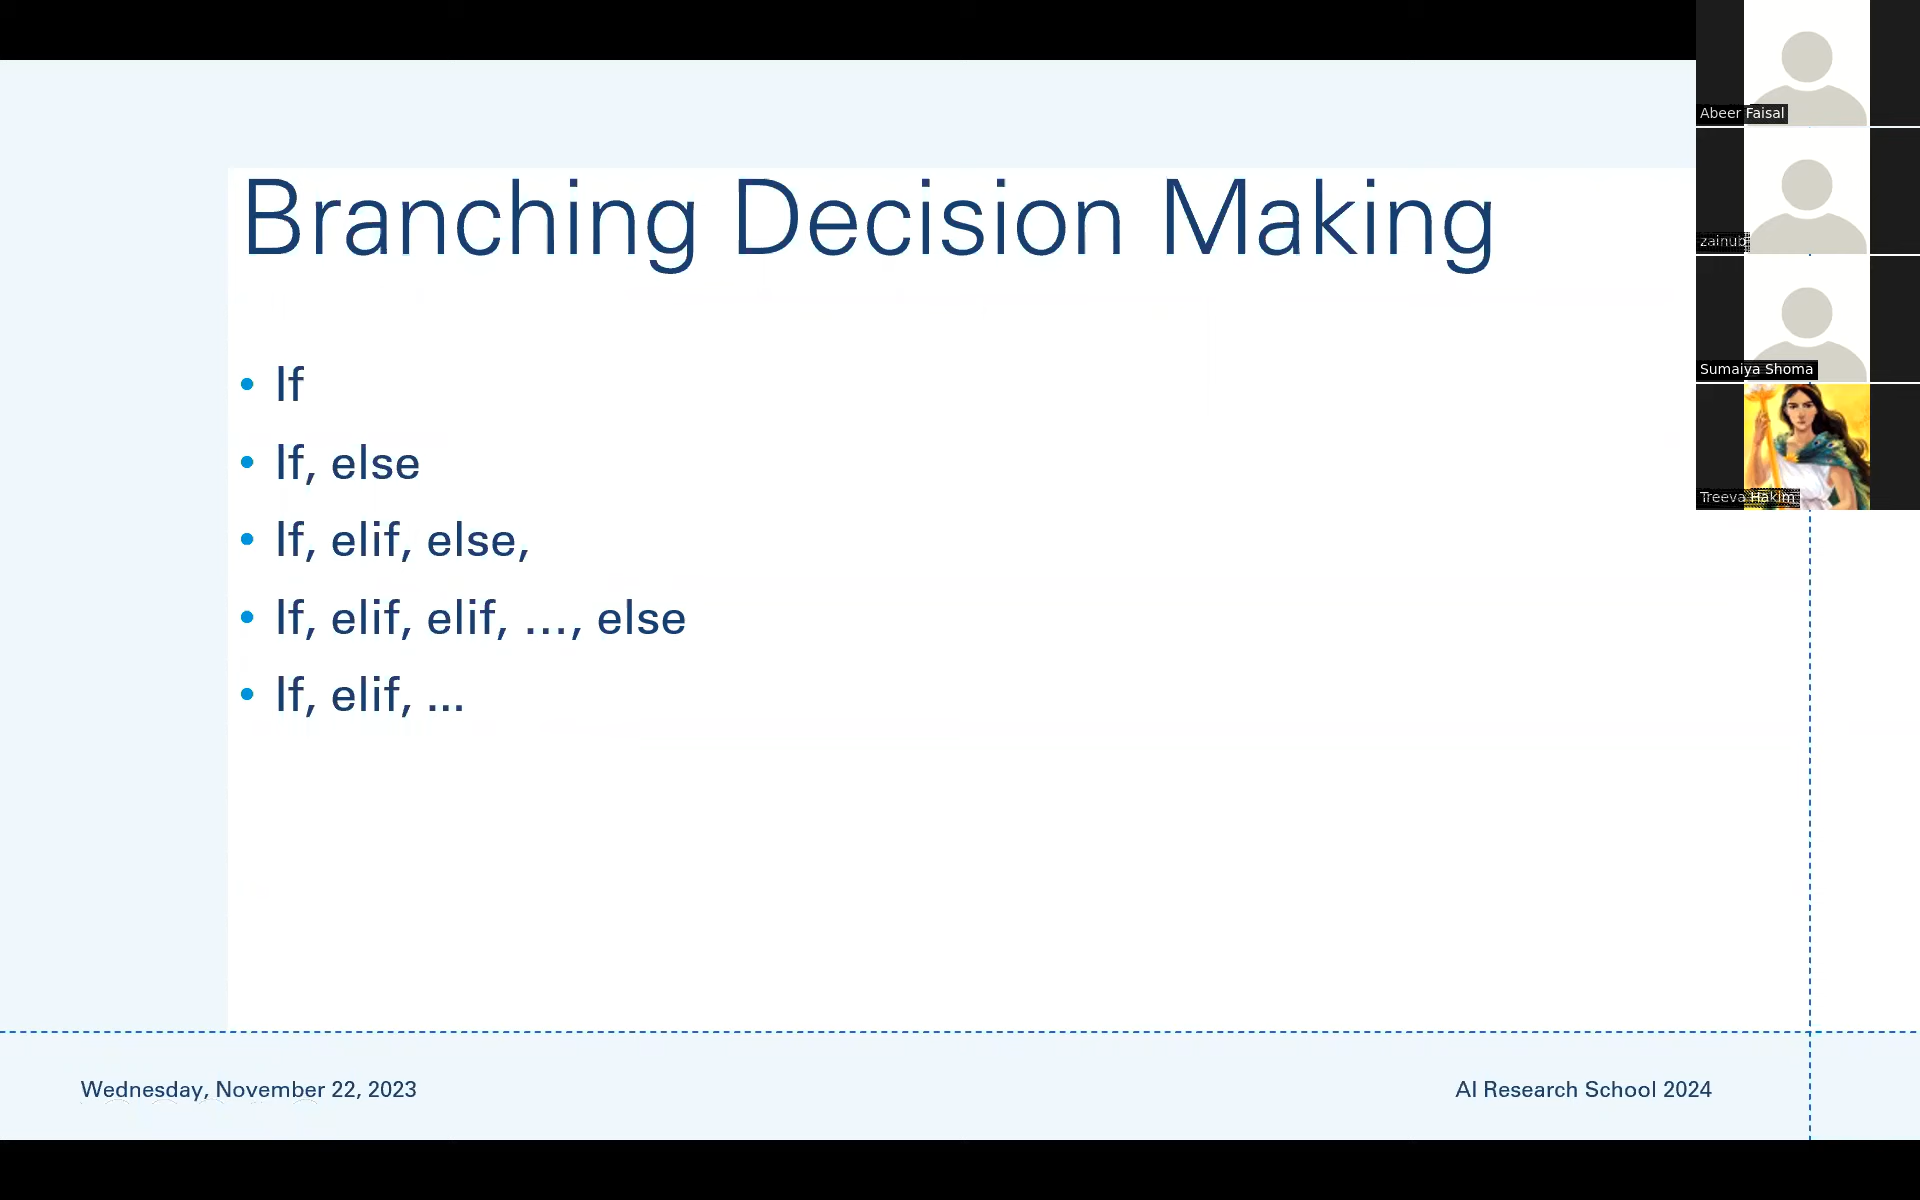 Branching Decision Making
• If
• If, else
• If, elif, else,
• If, elif, elif, ..., else
• If, elif, ...
Wednesday, November 22, 2023
AI Research School 2024
Abeer Faisal
zainub
Sumaiya Shoma
Treeva Hakim